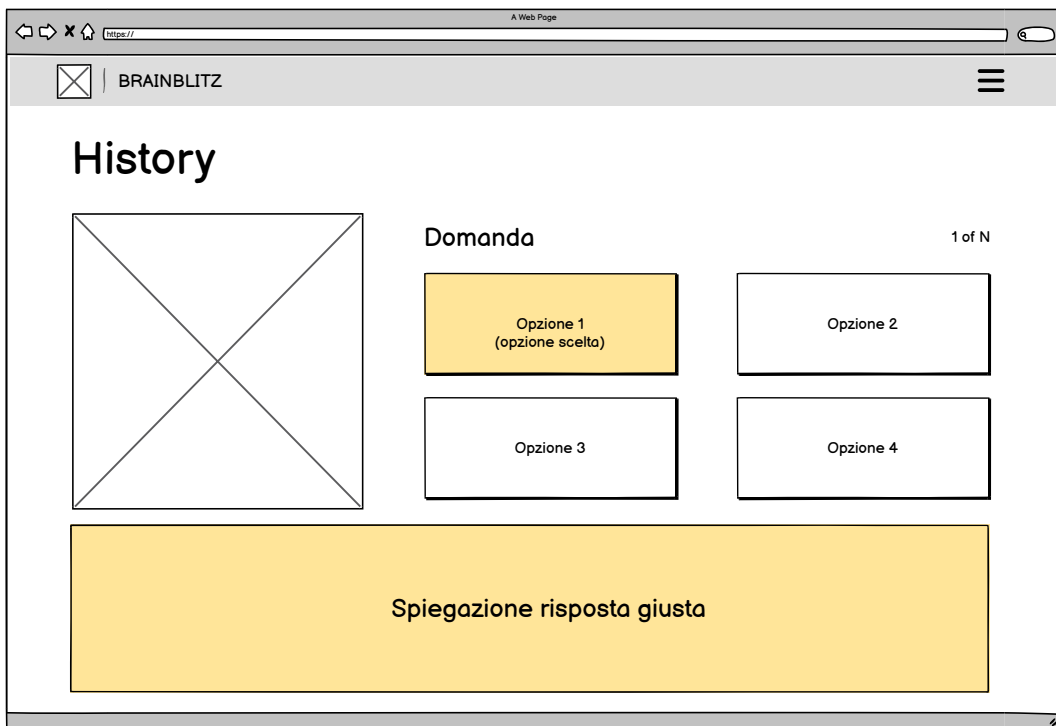 A Web Page
https://
BRAINBLITZ
History
Domanda
1 of N
Opzione 1
(opzione scelta)
Opzione 2
Opzione 3
Opzione 4
Spiegazione risposta giusta